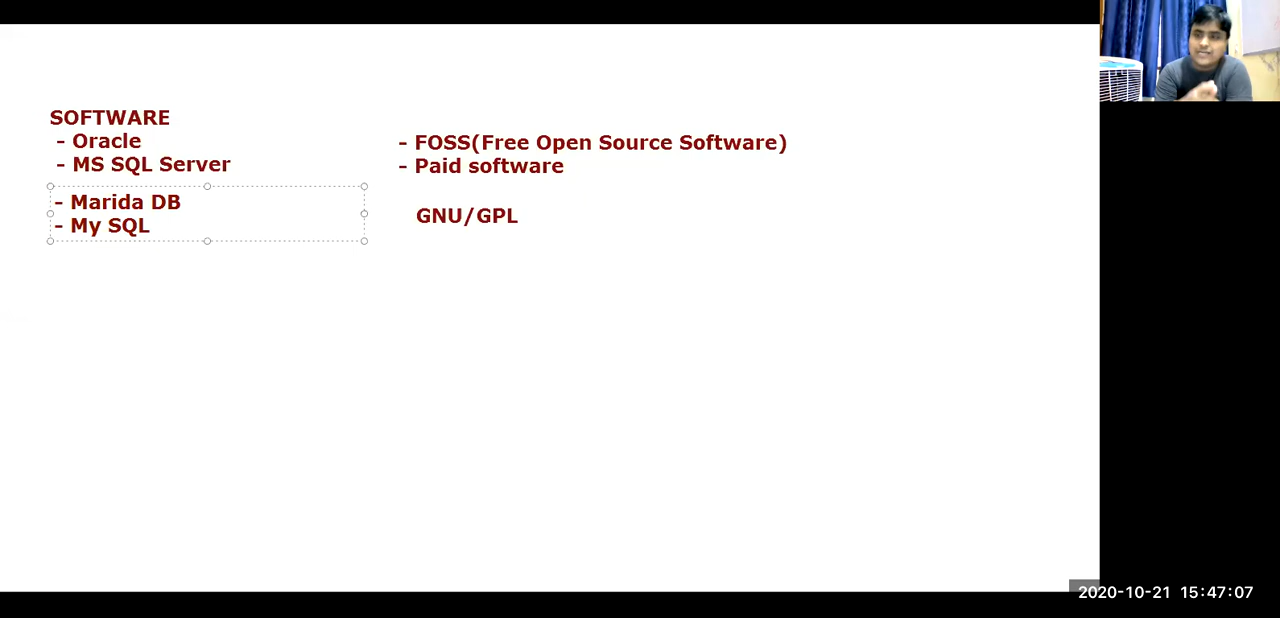 SOFTWARE
- Oracle
- MS SQL Server
- Marida DB
- My SQL
- FOSS(Free Open Source Software)
- Paid software
GNU/GPL
2020-10-21 15:47:07